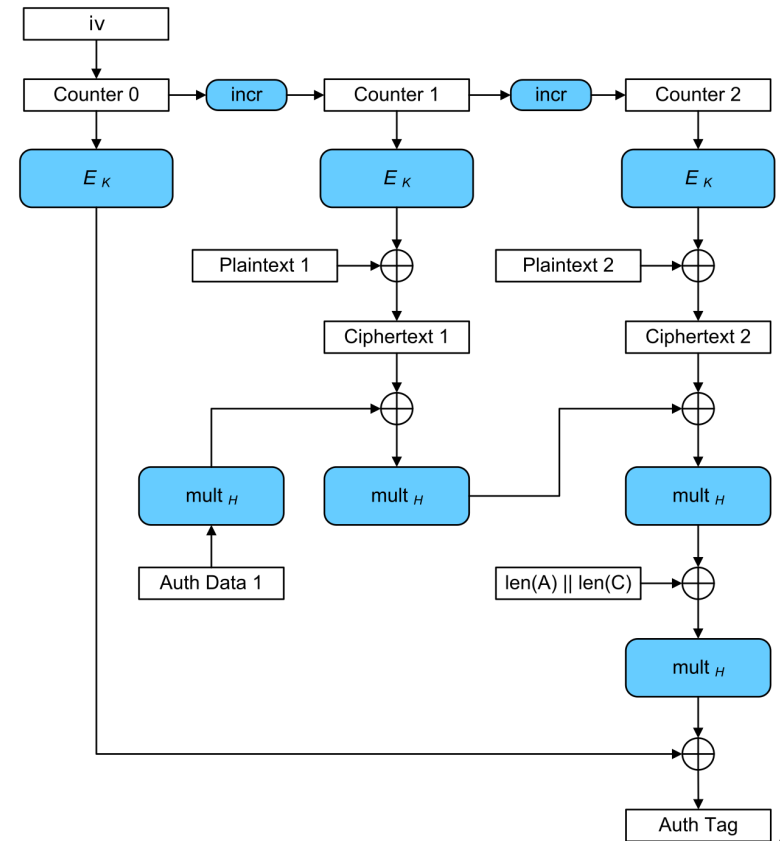 iv
Counter 0
incr
Counter 1
incr
Counter 2
E K
E K
E K
Plaintext 1
Plaintext 2
Ciphertext 1
Ciphertext 2
mult H
mult H
mult H
Auth Data 1
len(A) || len(C)
mult H
Auth Tag